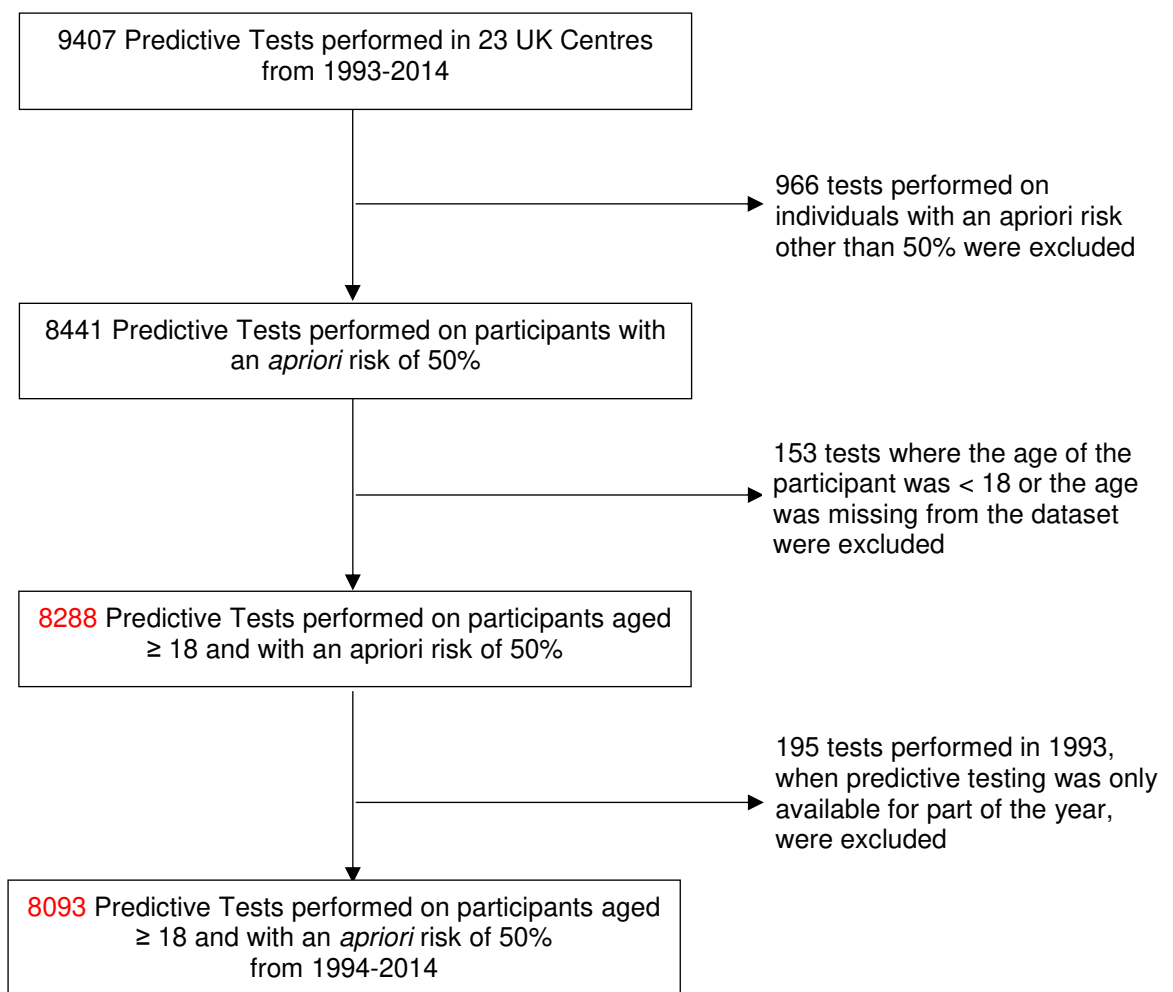 9407 Predictive Tests performed in 23 UK Centres
from 1993-2014
966 tests performed on
individuals with an apriori risk
other than 50% were excluded
8441 Predictive Tests performed on participants with
an apriori risk of 50%
153 tests where the age of the
participant was < 18 or the age
was missing from the dataset
were excluded
8288 Predictive Tests performed on participants aged
≥ 18 and with an apriori risk of 50%
195 tests performed in 1993,
when predictive testing was only
available for part of the year,
were excluded
8093 Predictive Tests performed on participants aged
≥ 18 and with an apriori risk of 50%
from 1994-2014